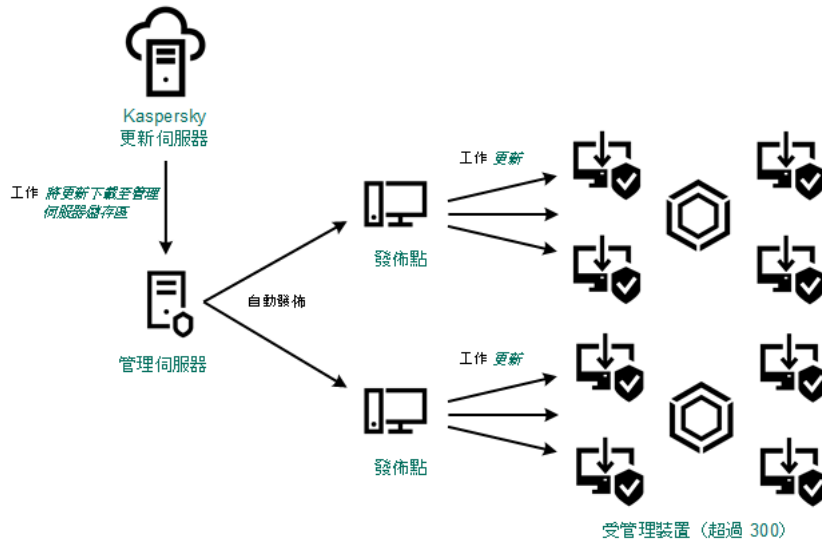 Kaspersky
更新伺服器
工作 將更新下載至管理
伺服器儲存區
管理伺服器
自動發佈
發佈點
工作 更新
發佈點
工作 更新
受管理裝置（超過 300）